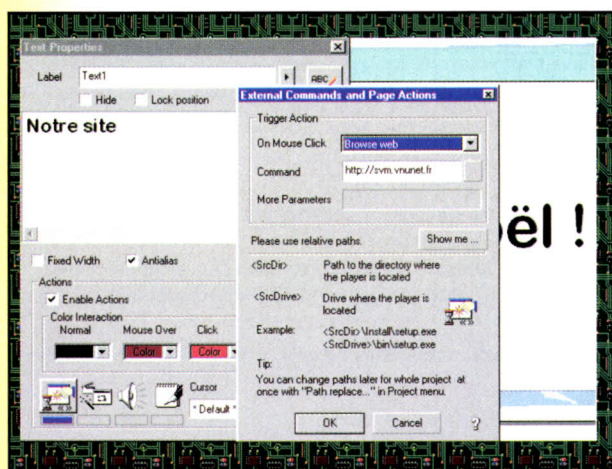 Text Properties
Label Text1 ABC
Hide Lock position
Notre site
Fixed Width Antialias
Actions
Enable Actions
Color Interaction
Normal Mouse Over Click
Color Color
Cursor
* Default *
External Commands and Page Actions
Trigger Action
On Mouse Click Browse web
Command http://svm.vnunet.fr
More Parameters
Please use relative paths. Show me ...
<SrcDir> Path to the directory where
the player is located
<SrcDrive> Drive where the player is
located
Example: <SrcDir>\Install\setup.exe
<SrcDrive>\bin\setup.exe
Tip:
You can change paths later for whole project at
once with "Path replace..." in Project menu.
OK Cancel
?
ël !